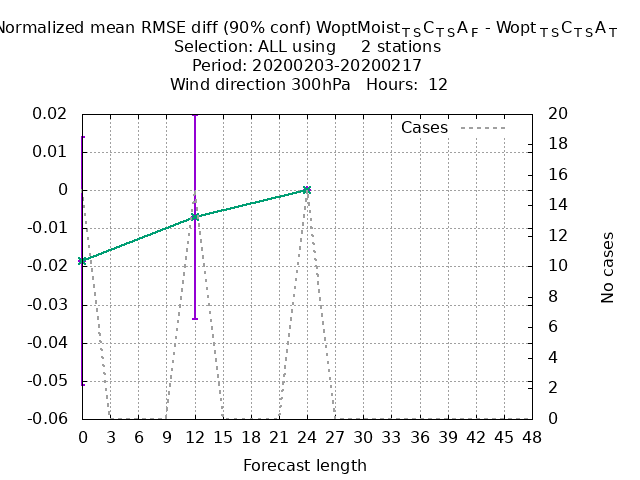 Normalized mean RMSE diff (90% conf) WoptMoistTSCTSAF - WoptTSCTSAT
Selection: ALL using 2 stations
Period: 20200203-20200217
Wind direction 300hPa Hours: 12
Cases
0.02
0.01
0
-0.01
-0.02
-0.03
-0.04
-0.05
-0.06
20
18
16
14
12
10
8
6
4
2
0
No cases
0 3 6 9 12 15 18 21 24 27 30 33 36 39 42 45 48
Forecast length